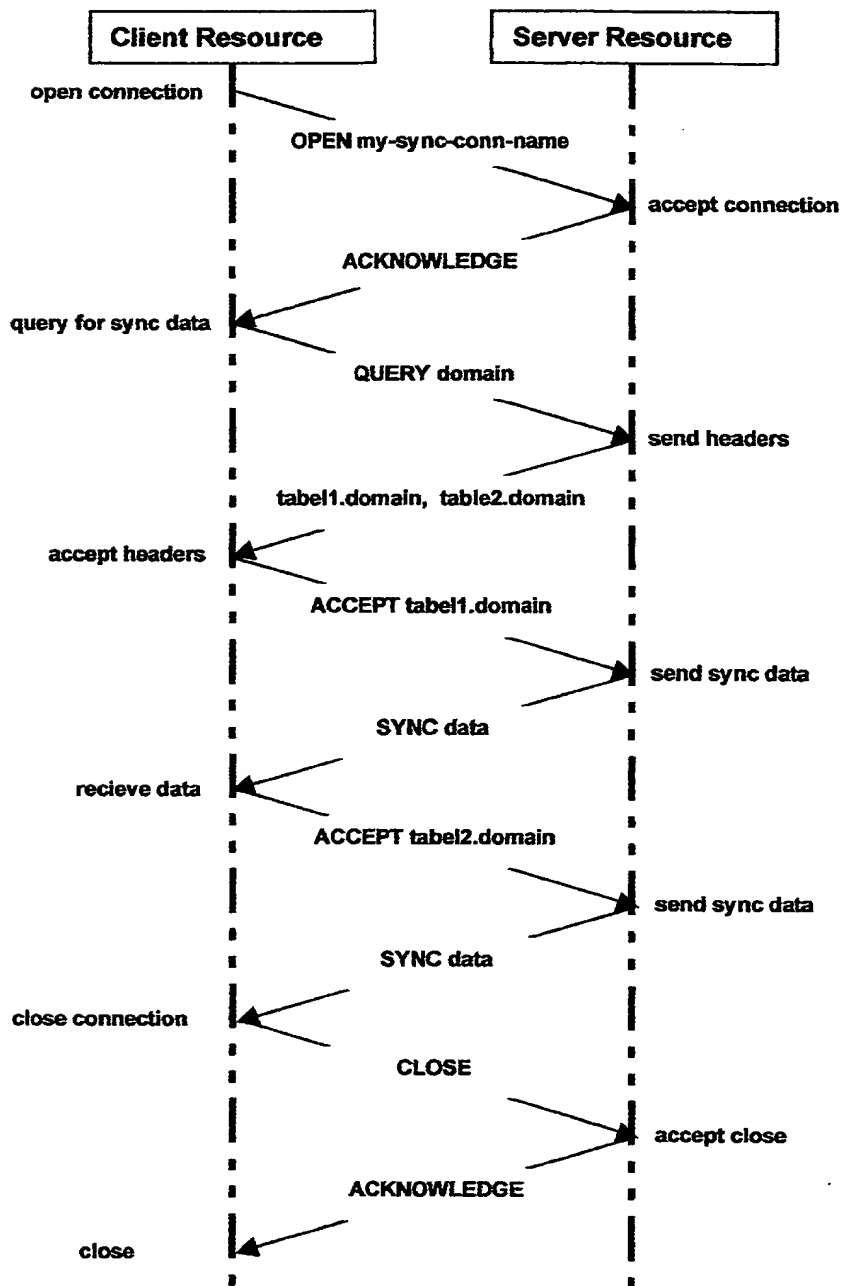 Client Resource
Server Resource
open connection
OPEN my-sync-conn-name
accept connection
ACKNOWLEDGE
query for sync data
QUERY domain
send headers
tabel1.domain, table2.domain
accept headers
ACCEPT tabel1.domain
send sync data
SYNC data
recieve data
ACCEPT tabel2.domain
send sync data
SYNC data
close connection
CLOSE
accept close
ACKNOWLEDGE
close